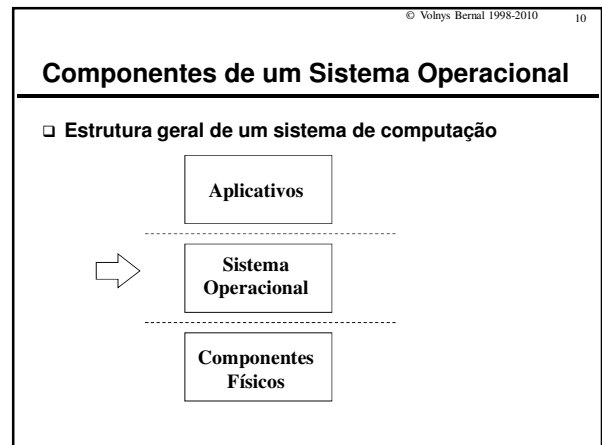 © Volnys Bernal 1998-2010 10
Componentes de um Sistema Operacional
Estrutura geral de um sistema de computação
Aplicativos
Sistema
Operacional
Componentes
Físicos